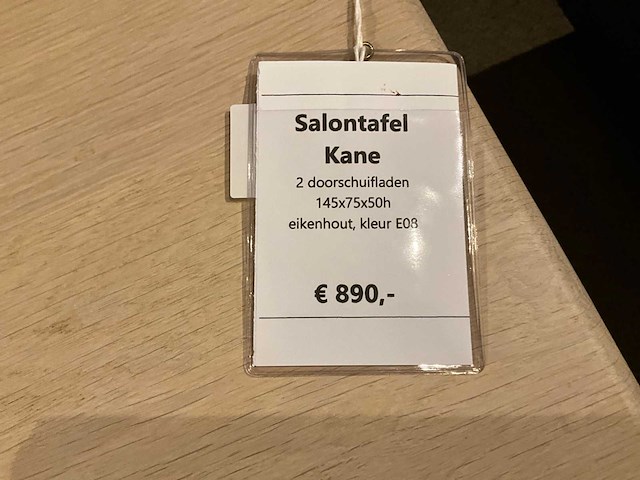 Salontafel
Kane
2 doorschuifladen
145x75x50h
eikenhout, kleur E08
€ 890,-